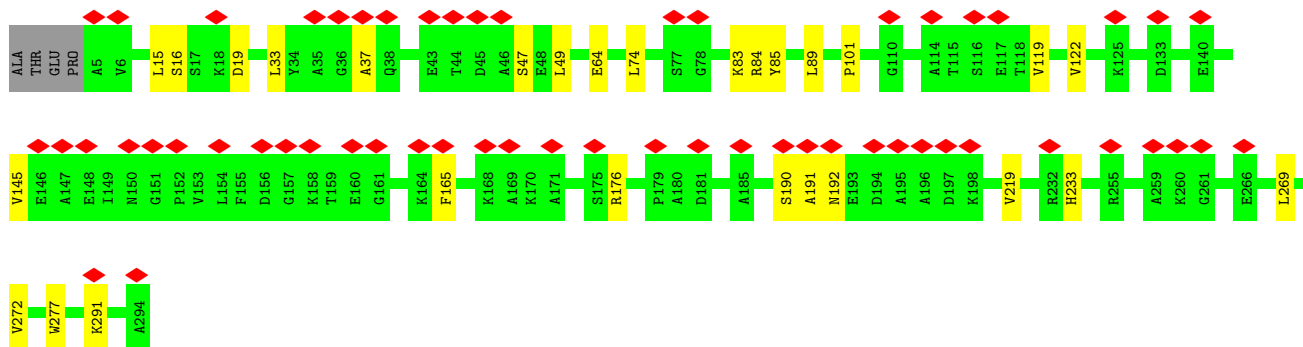 ALA THR GLU PRO A5 V6 L15 S16 S17 K18 D19 L33 Y34 A35 G36 A37 Q38 E43 T44 D45 A46 S47 E48 L49 E64 L74 S77 G78 K83 R84 Y85 L89 P101 G110 A114 T115 S116 E117 T118 V119 V122 K125 D133 E140
V145 E146 A147 E148 I149 N150 G151 P152 V153 L154 F155 D156 G157 K158 T159 E160 G161 K164 F165 K168 A169 K170 A171 S175 R176 P179 A180 D181 A185 S190 A191 N192 E193 D194 A195 A196 D197 K198 V219 R232 H233 R255 A259 K260 G261 E266 L269
V272 W277 K291 A294